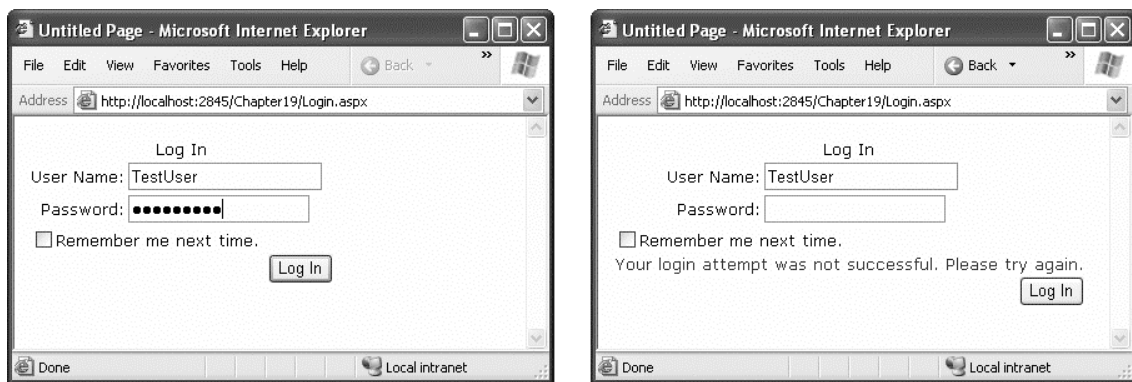 Untitled Page - Microsoft Internet Explorer
File Edit View Favorites Tools Help Back »
Address http://localhost:2845/Chapter19/Login.aspx
Log In
User Name: TestUser
Password: ●●●●●●●●●
Remember me next time.
Log In
Done Local intranet
Untitled Page - Microsoft Internet Explorer
File Edit View Favorites Tools Help Back »
Address http://localhost:2845/Chapter19/Login.aspx
Log In
User Name: TestUser
Password:
Remember me next time.
Your login attempt was not successful. Please try again.
Log In
Done Local intranet